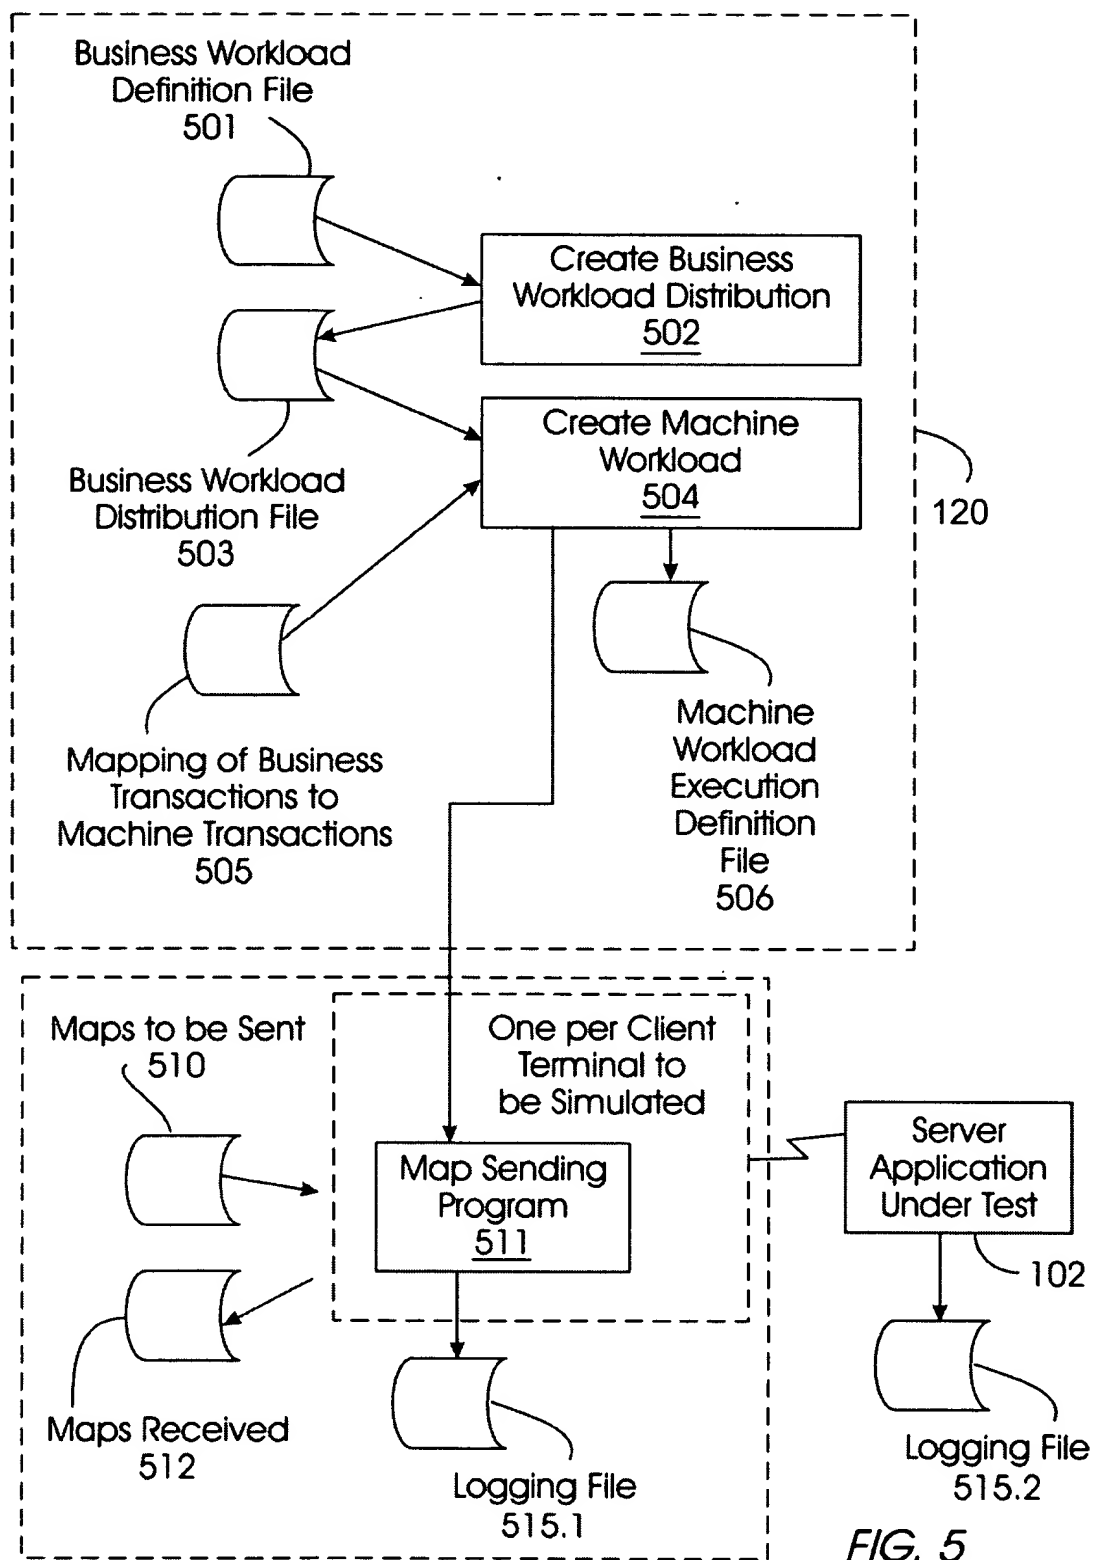 Business Workload
Definition File
501
Create Business
Workload Distribution
502
Create Machine
Workload
504
Business Workload
Distribution File
503
120
Mapping of Business
Transactions to
Machine Transactions
505
Machine
Workload
Execution
Definition
File
506
Maps to be Sent
510
One per Client
Terminal to
be Simulated
Map Sending
Program
511
Server
Application
Under Test
102
Maps Received
512
Logging File
515.1
Logging File
515.2
FIG. 5